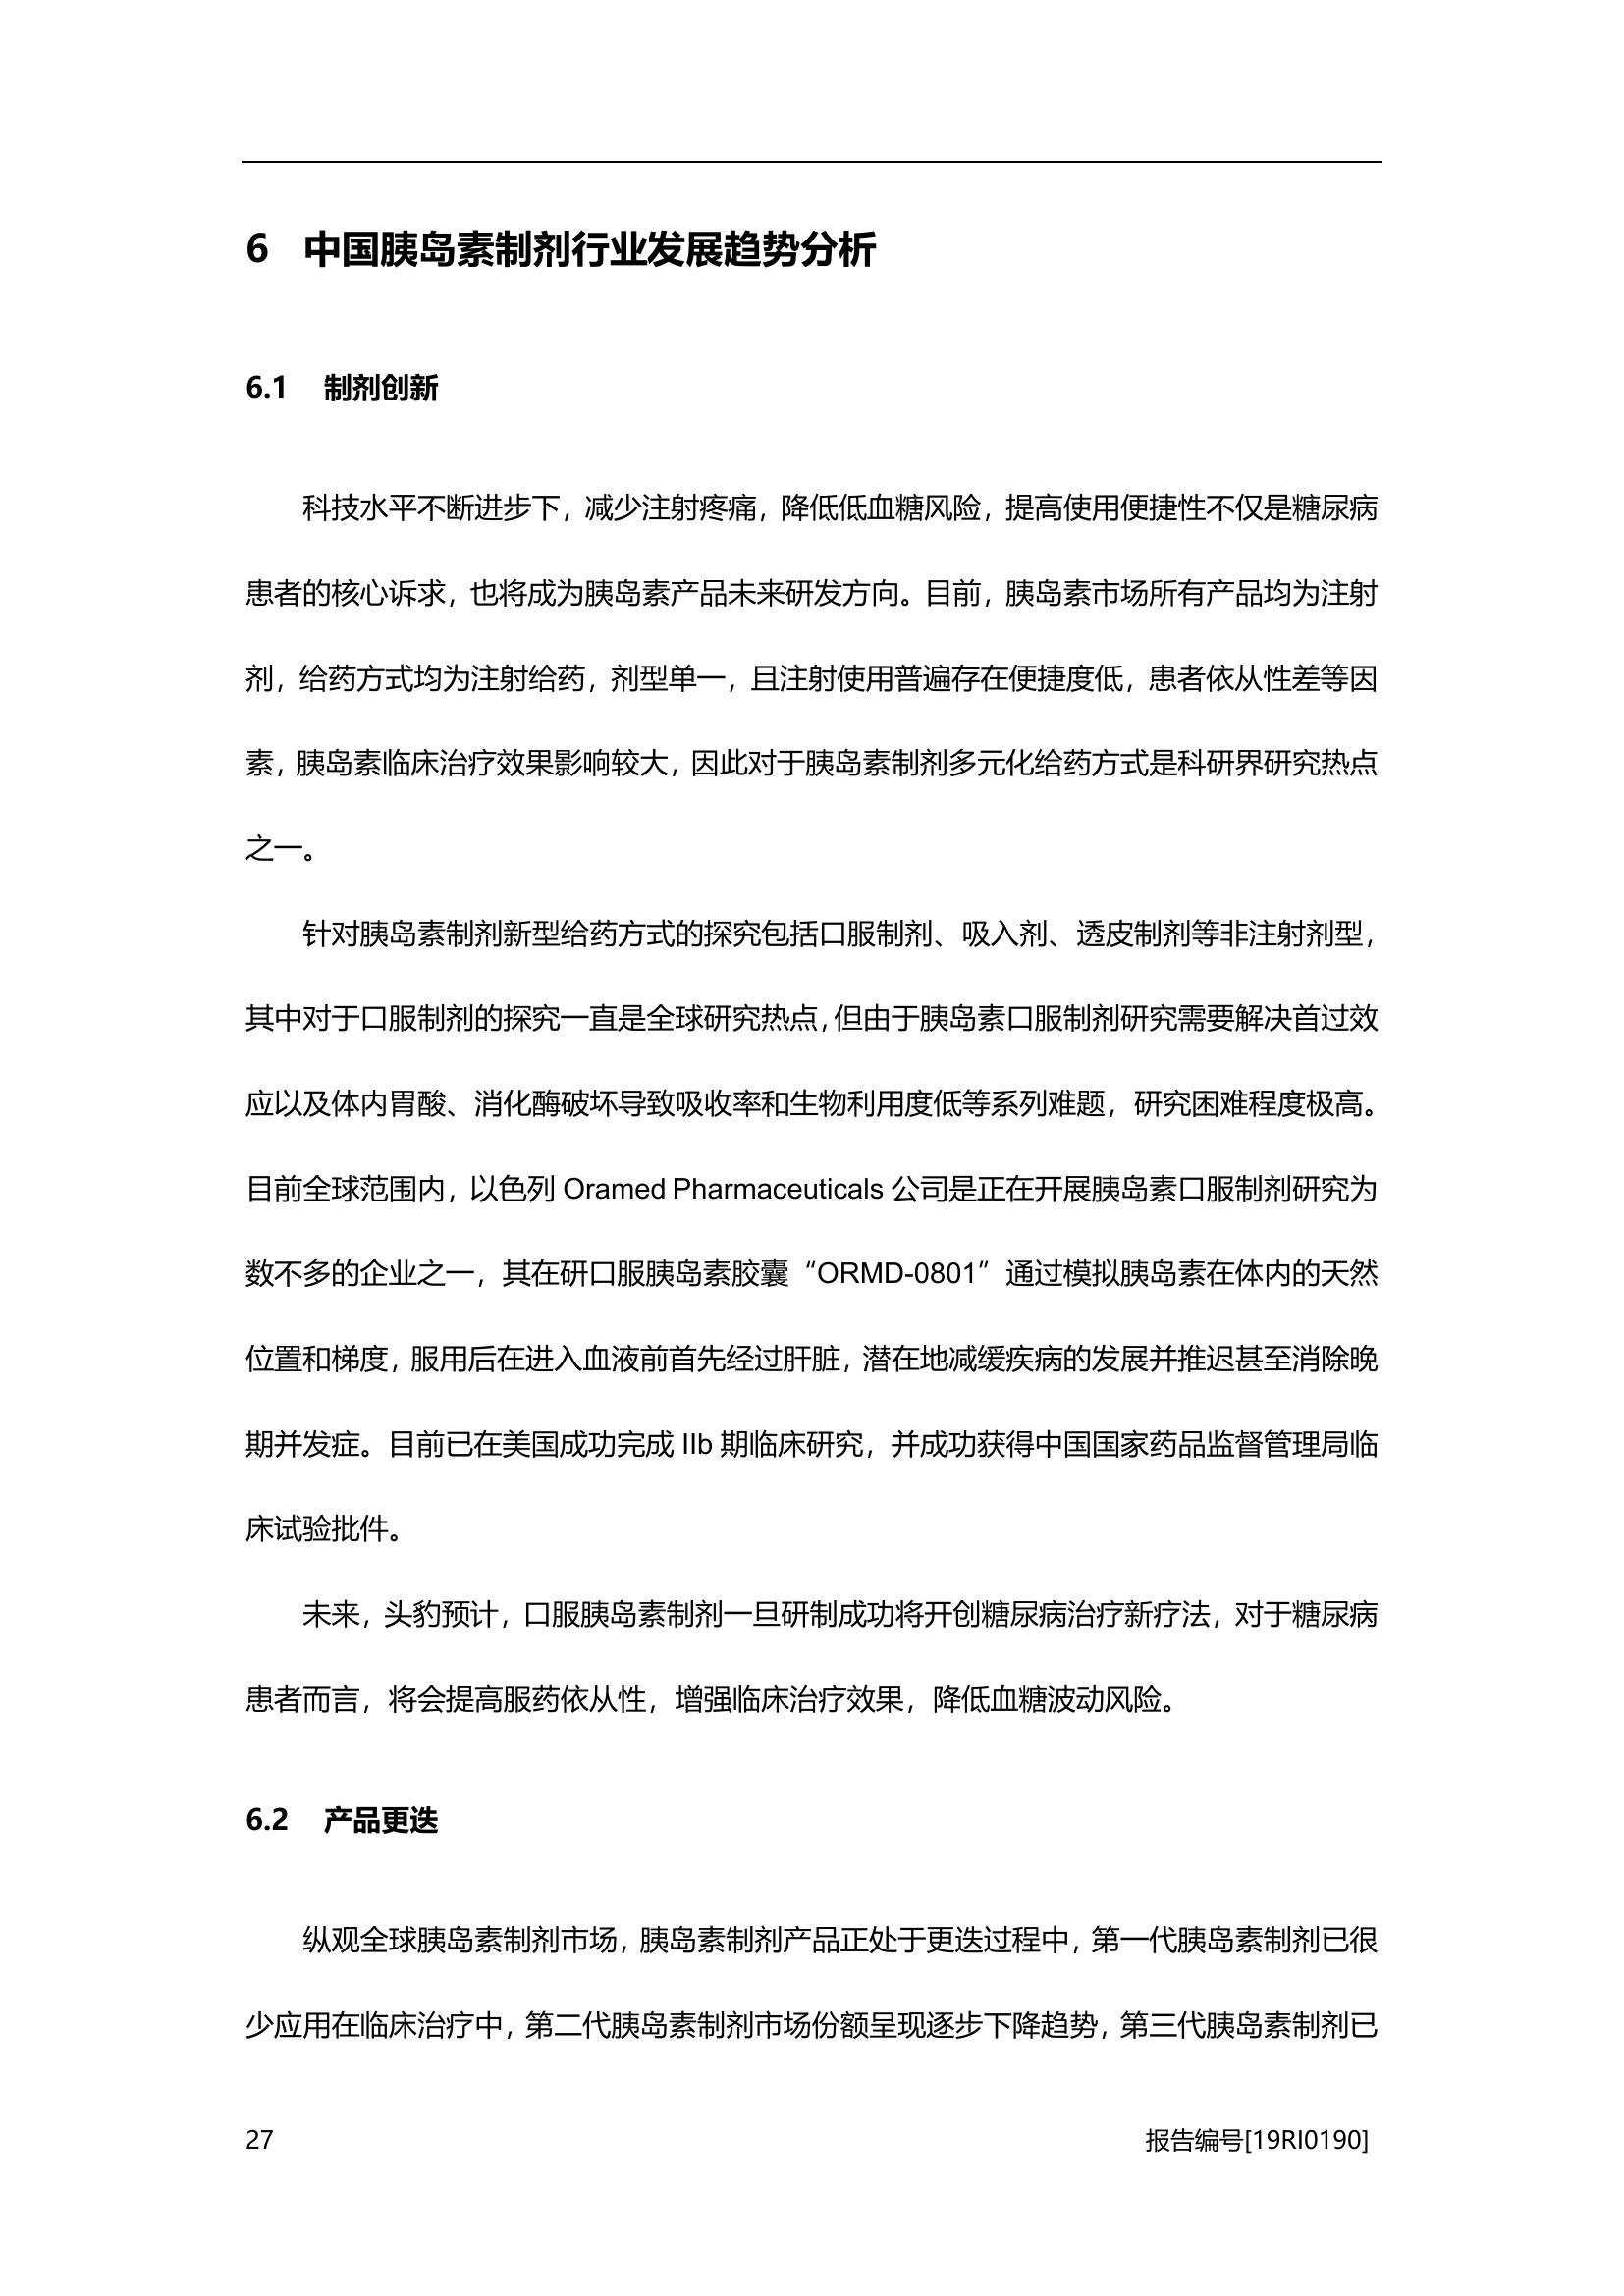 6 中国胰岛素制剂行业发展趋势分析
6.1 制剂创新
科技水平不断进步下，减少注射疼痛，降低低血糖风险，提高使用便捷性不仅是糖尿病
患者的核心诉求，也将成为胰岛素产品未来研发方向。目前，胰岛素市场所有产品均为注射
剂，给药方式均为注射给药，剂型单一，且注射使用普遍存在便捷度低，患者依从性差等因
素，胰岛素临床治疗效果影响较大，因此对于胰岛素制剂多元化给药方式是科研界研究热点
之一。
针对胰岛素制剂新型给药方式的探究包括口服制剂、吸入剂、透皮制剂等非注射剂型，
其中对于口服制剂的探究一直是全球研究热点，但由于胰岛素口服制剂研究需要解决首过效
应以及体内胃酸、消化酶破坏导致吸收率和生物利用度低等系列难题，研究困难程度极高。
目前全球范围内，以色列 Oramed Pharmaceuticals 公司是正在开展胰岛素口服制剂研究为
数不多的企业之一，其在研口服胰岛素胶囊“ORMD-0801”通过模拟胰岛素在体内的天然
位置和梯度，服用后在进入血液前首先经过肝脏，潜在地减缓疾病的发展并推迟甚至消除晚
期并发症。目前已在美国成功完成 IIb 期临床研究，并成功获得中国国家药品监督管理局临
床试验批件。
未来，头豹预计，口服胰岛素制剂一旦研制成功将开创糖尿病治疗新疗法，对于糖尿病
患者而言，将会提高服药依从性，增强临床治疗效果，降低血糖波动风险。
6.2 产品更迭
纵观全球胰岛素制剂市场，胰岛素制剂产品正处于更迭过程中，第一代胰岛素制剂已很
少应用在临床治疗中，第二代胰岛素制剂市场份额呈现逐步下降趋势，第三代胰岛素制剂已
27 报告编号[19RI0190]